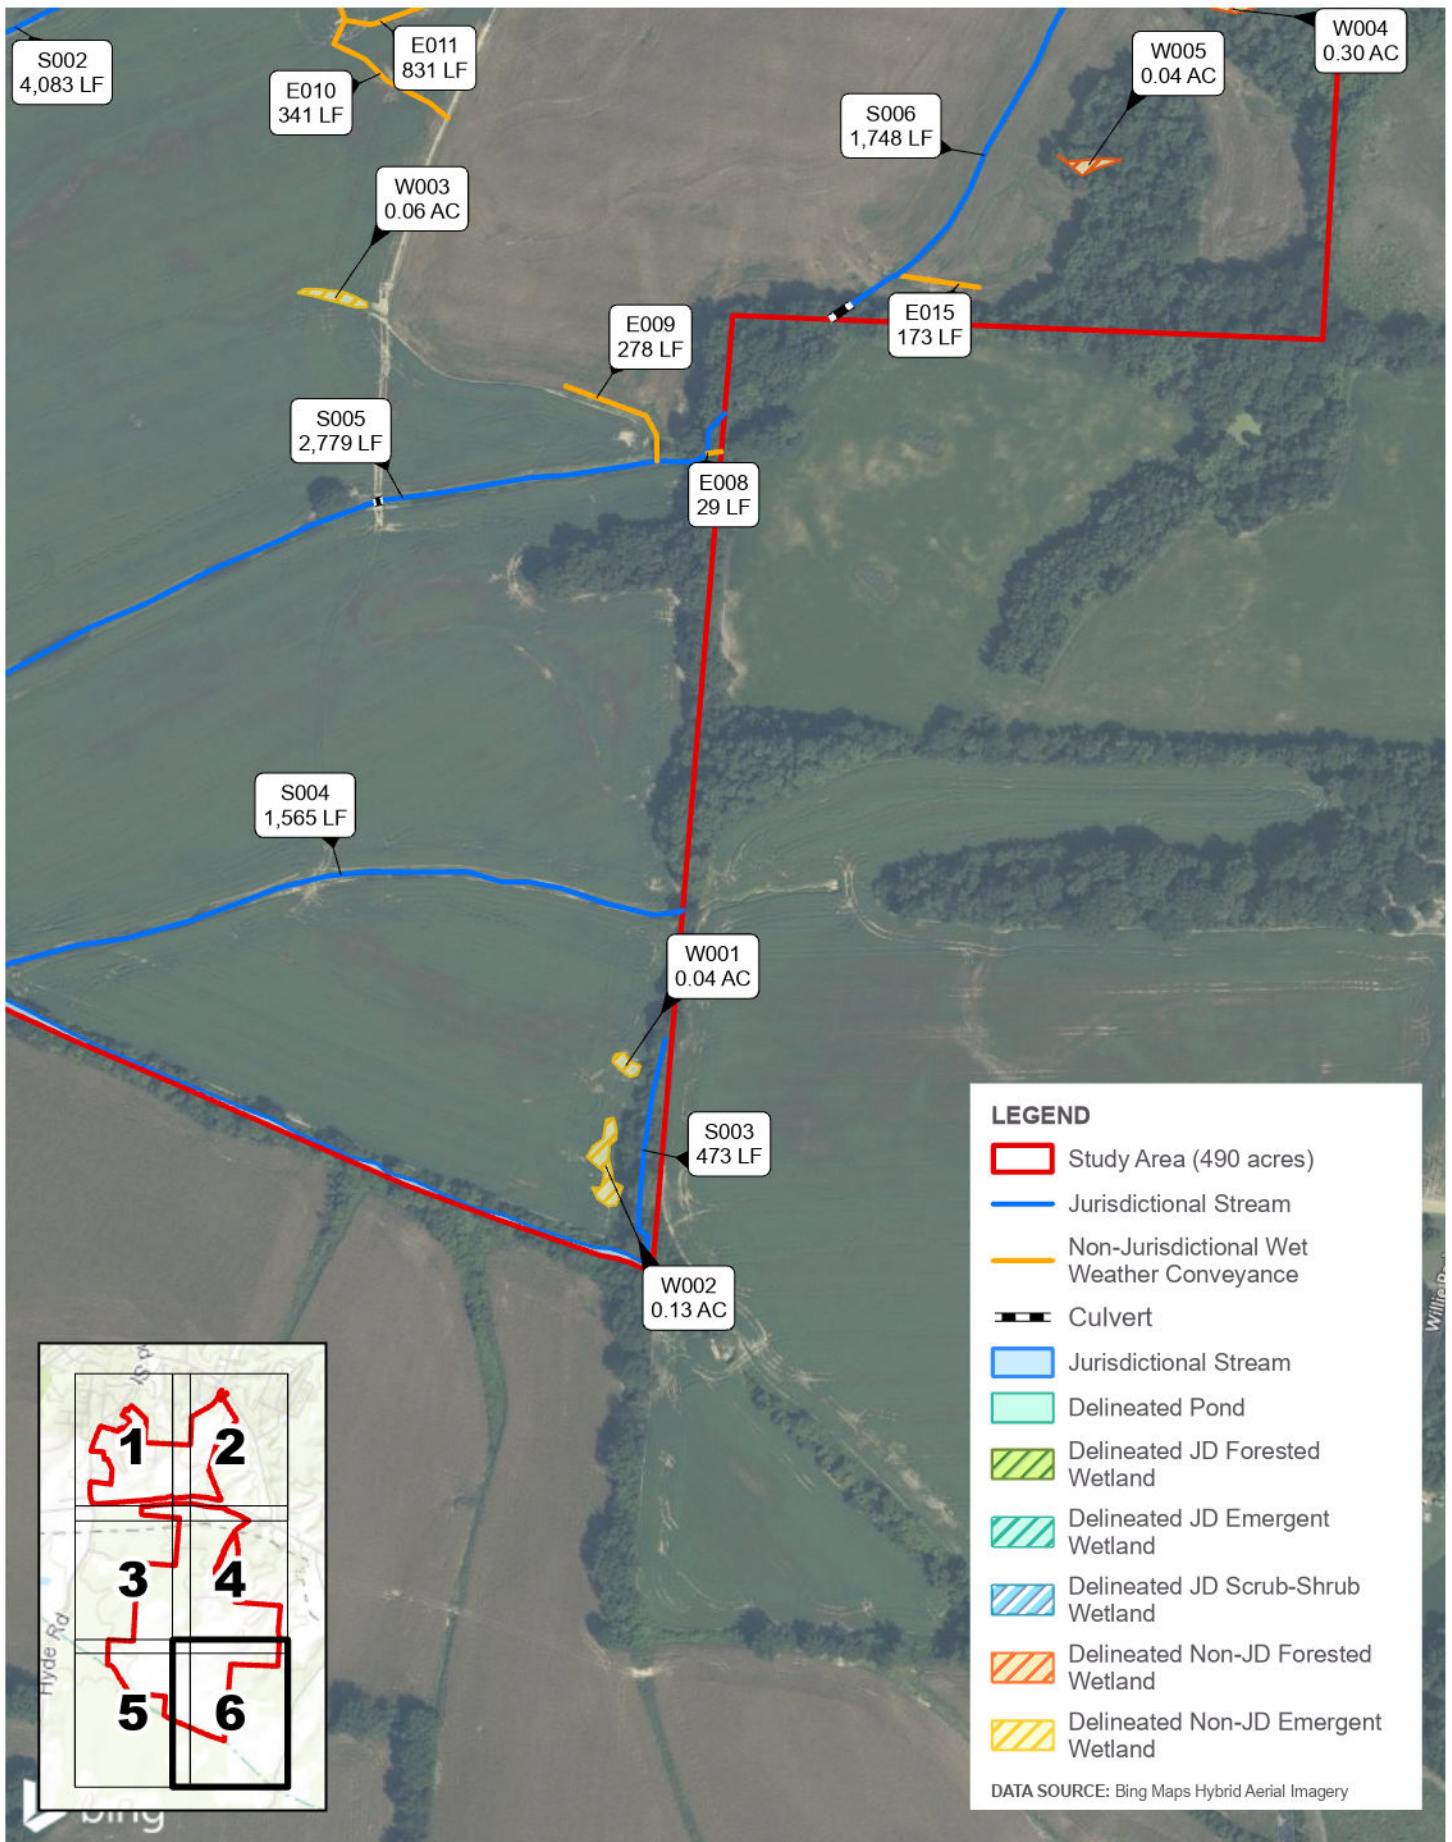 S002
4,083 LF
E011
831 LF
E010
341 LF
W004
0.30 AC
W005
0.04 AC
S006
1,748 LF
W003
0.06 AC
E015
173 LF
E009
278 LF
S005
2,779 LF
E008
29 LF
S004
1,565 LF
W001
0.04 AC
S003
473 LF
W002
0.13 AC
LEGEND
Study Area (490 acres)
Jurisdictional Stream
Non-Jurisdictional Wet
Weather Conveyance
Culvert
Jurisdictional Stream
Delineated Pond
Delineated JD Forested
Wetland
Delineated JD Emergent
Wetland
Delineated JD Scrub-Shrub
Wetland
Delineated Non-JD Forested
Wetland
Delineated Non-JD Emergent
Wetland
DATA SOURCE: Bing Maps Hybrid Aerial Imagery
1
2
3
4
5
6
Hyde Rd
bing